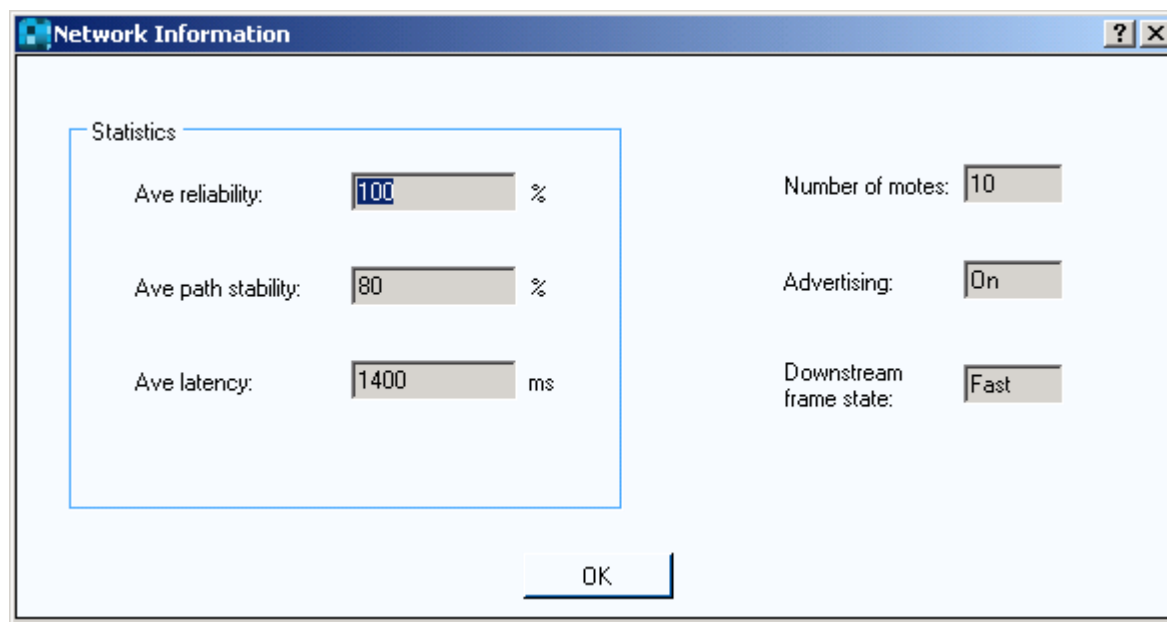 Network Information
Statistics
Ave reliability: 100 %
Ave path stability: 80 %
Ave latency: 1400 ms
Number of motes: 10
Advertising: On
Downstream
frame state: Fast
OK